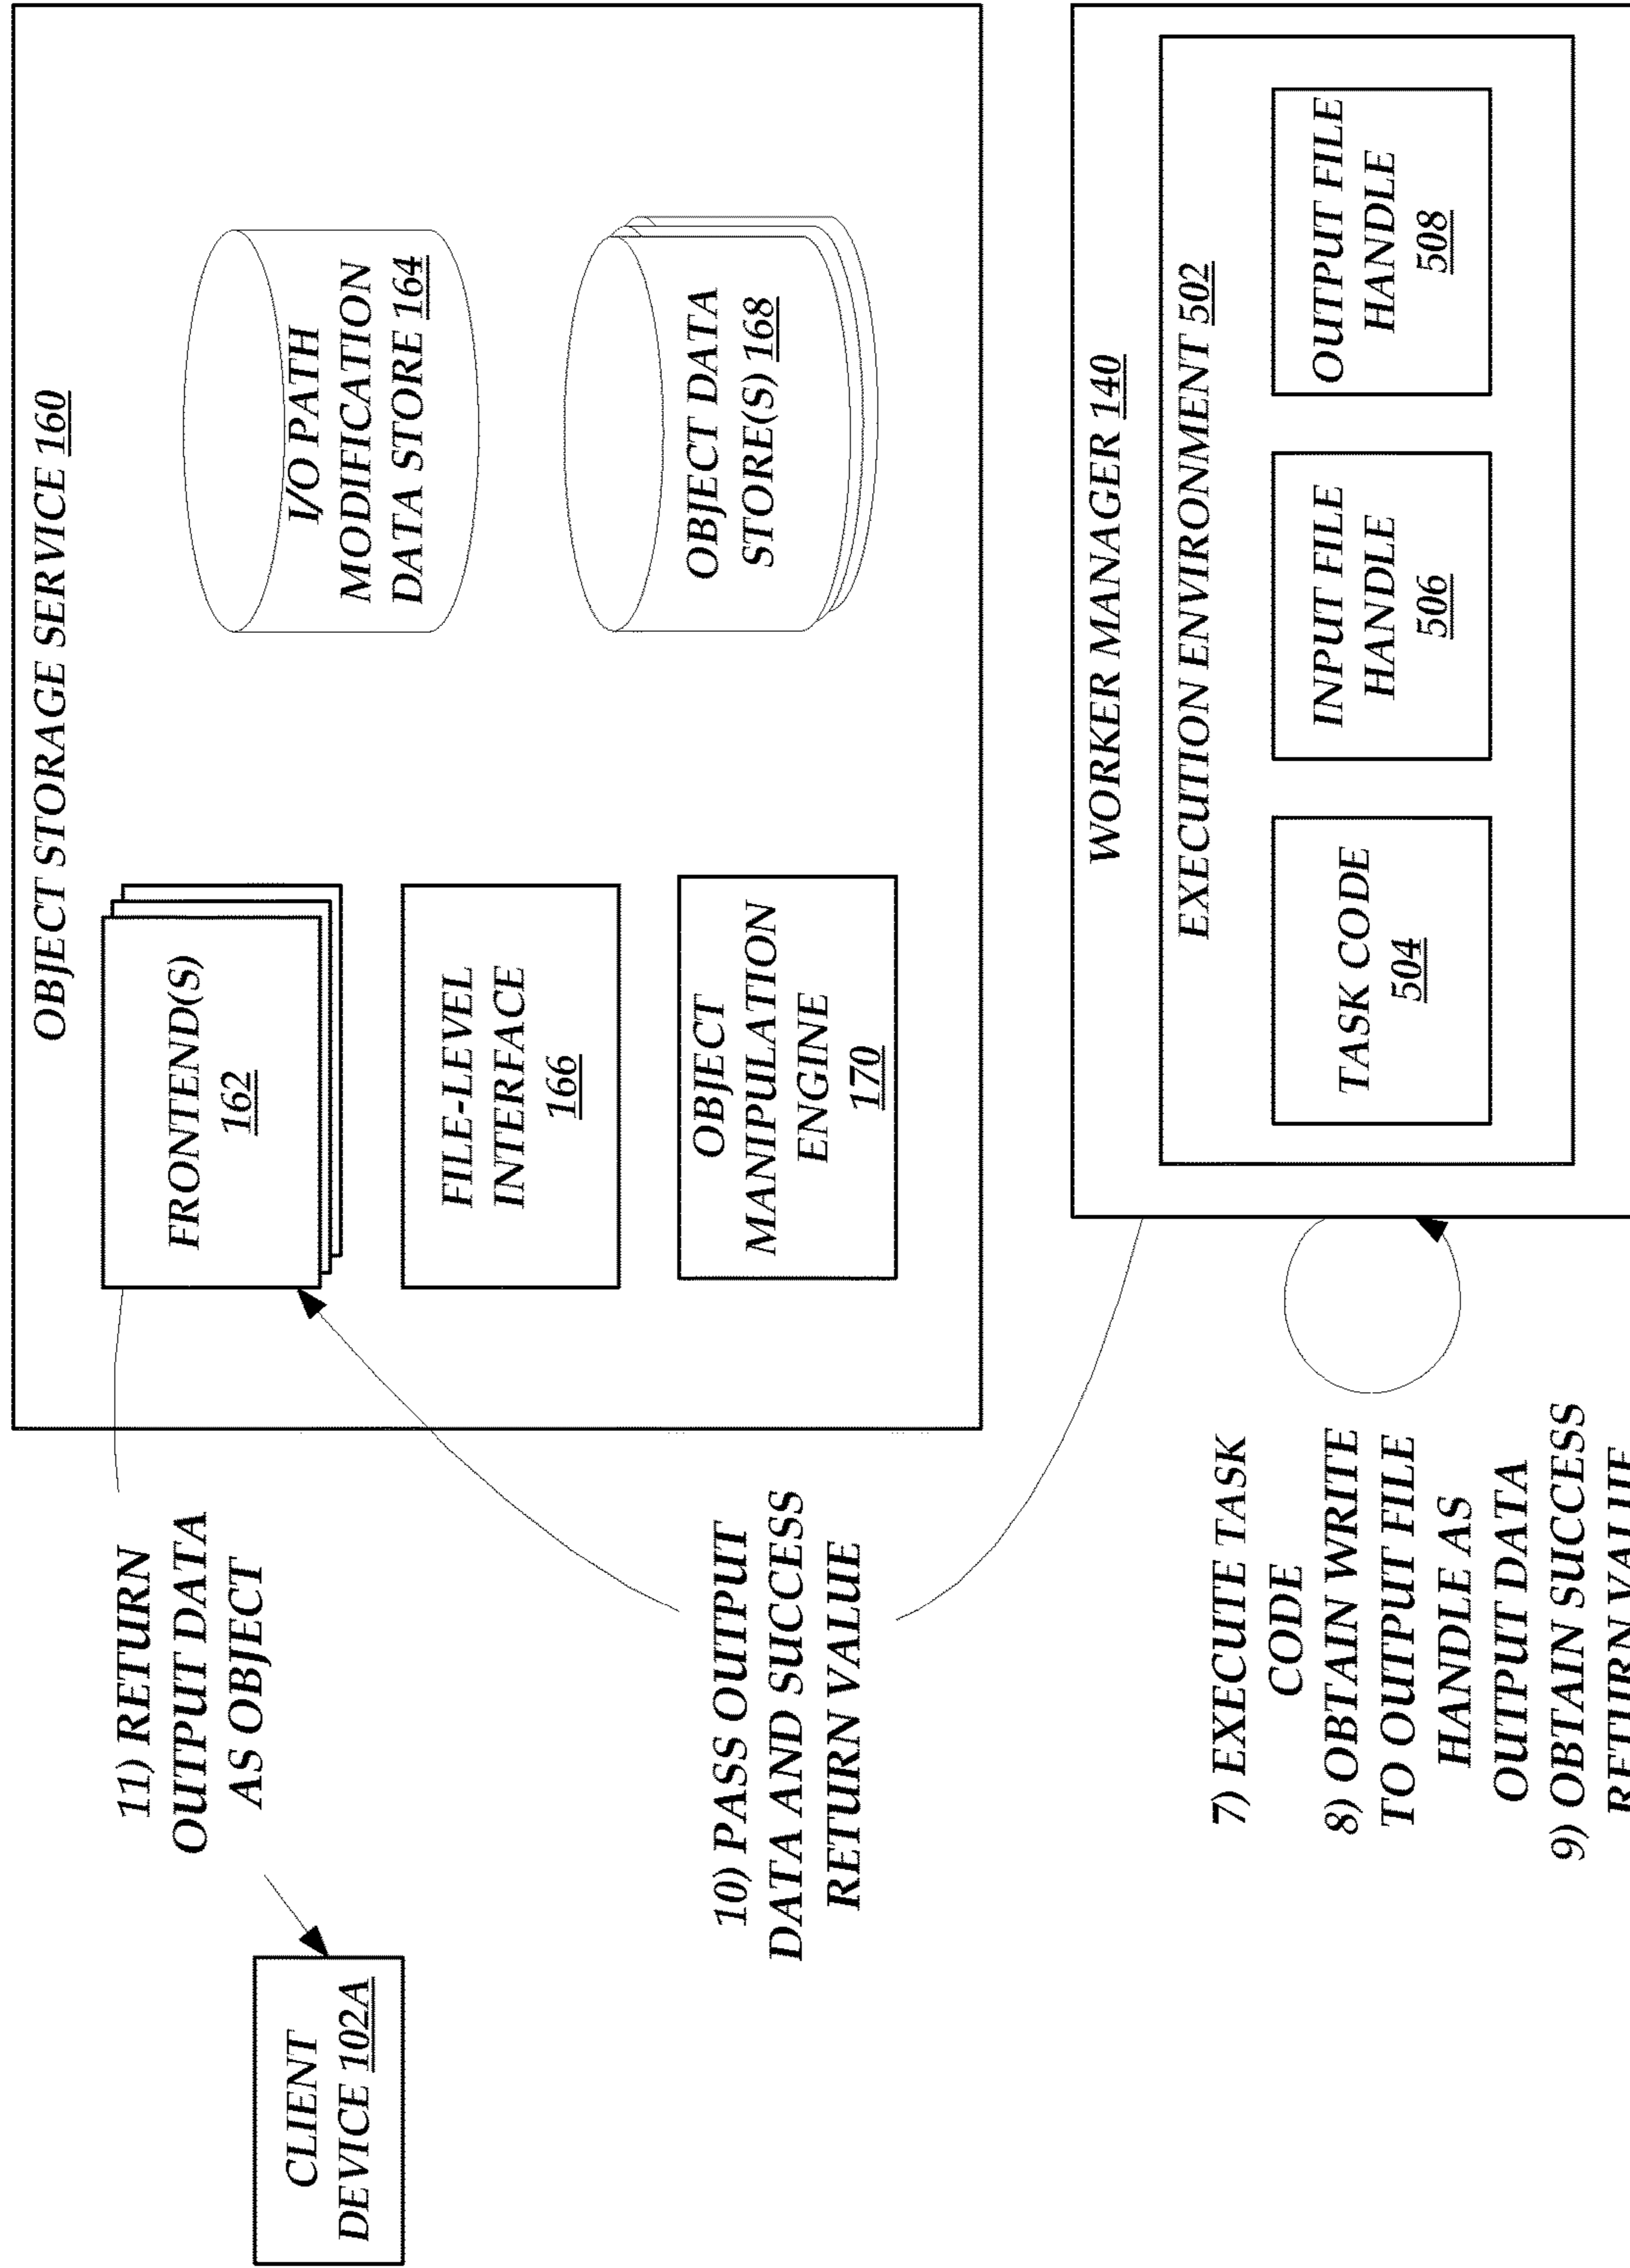 CLIENT
DEVICE 102A
11) RETURN
OUTPUT DATA
AS OBJECT
10) PASS OUTPUT
DATA AND SUCCESS
RETURN VALUE
7) EXECUTE TASK
CODE
8) OBTAIN WRITE
TO OUTPUT FILE
HANDLE AS
OUTPUT DATA
9) OBTAIN SUCCESS
RETURN VALUE
OBJECT STORAGE SERVICE 160
FRONTEND(S)
162
FILE-LEVEL
INTERFACE
166
OBJECT
MANIPULATION
ENGINE
170
I/O PATH
MODIFICATION
DATA STORE 164
OBJECT DATA
STORE(S) 168
WORKER MANAGER 140
EXECUTION ENVIRONMENT 502
TASK CODE
504
INPUT FILE
HANDLE
506
OUTPUT FILE
HANDLE
508